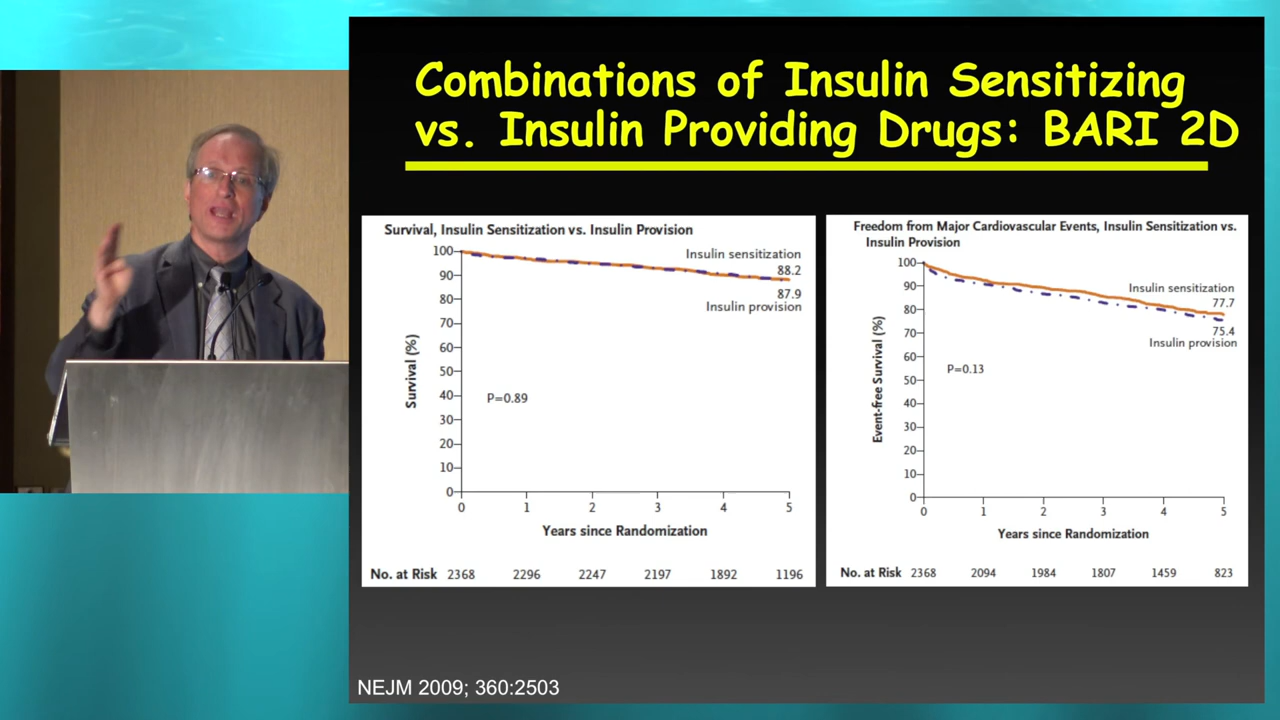 Combinations of Insulin Sensitizing
vs. Insulin Providing Drugs: BARI 2D
Survival, Insulin Sensitization vs. Insulin Provision
100
90
80
70
60
50
40
30
20
10
0
Survival (%)
Insulin sensitization
88.2
87.9
Insulin provision
P=0.89
0 1 2 3 4 5
Years since Randomization
No. at Risk 2368 2296 2247 2197 1892 1196
Freedom from Major Cardiovascular Events, Insulin Sensitization vs.
Insulin Provision
100
90
80
70
60
50
40
30
20
10
0
Event-free Survival (%)
Insulin sensitization
77.7
75.4
Insulin provision
P=0.13
0 1 2 3 4 5
Years since Randomization
No. at Risk 2368 2094 1984 1807 1459 823
NEJM 2009; 360:2503